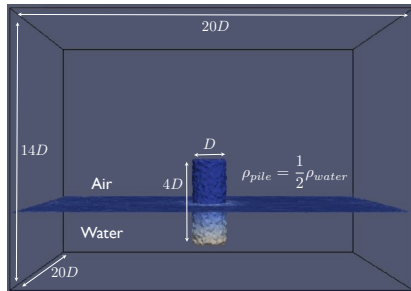 20D
14D
D
4D
ρ_pile = 1/2 ρ_water
Air
Water
20D